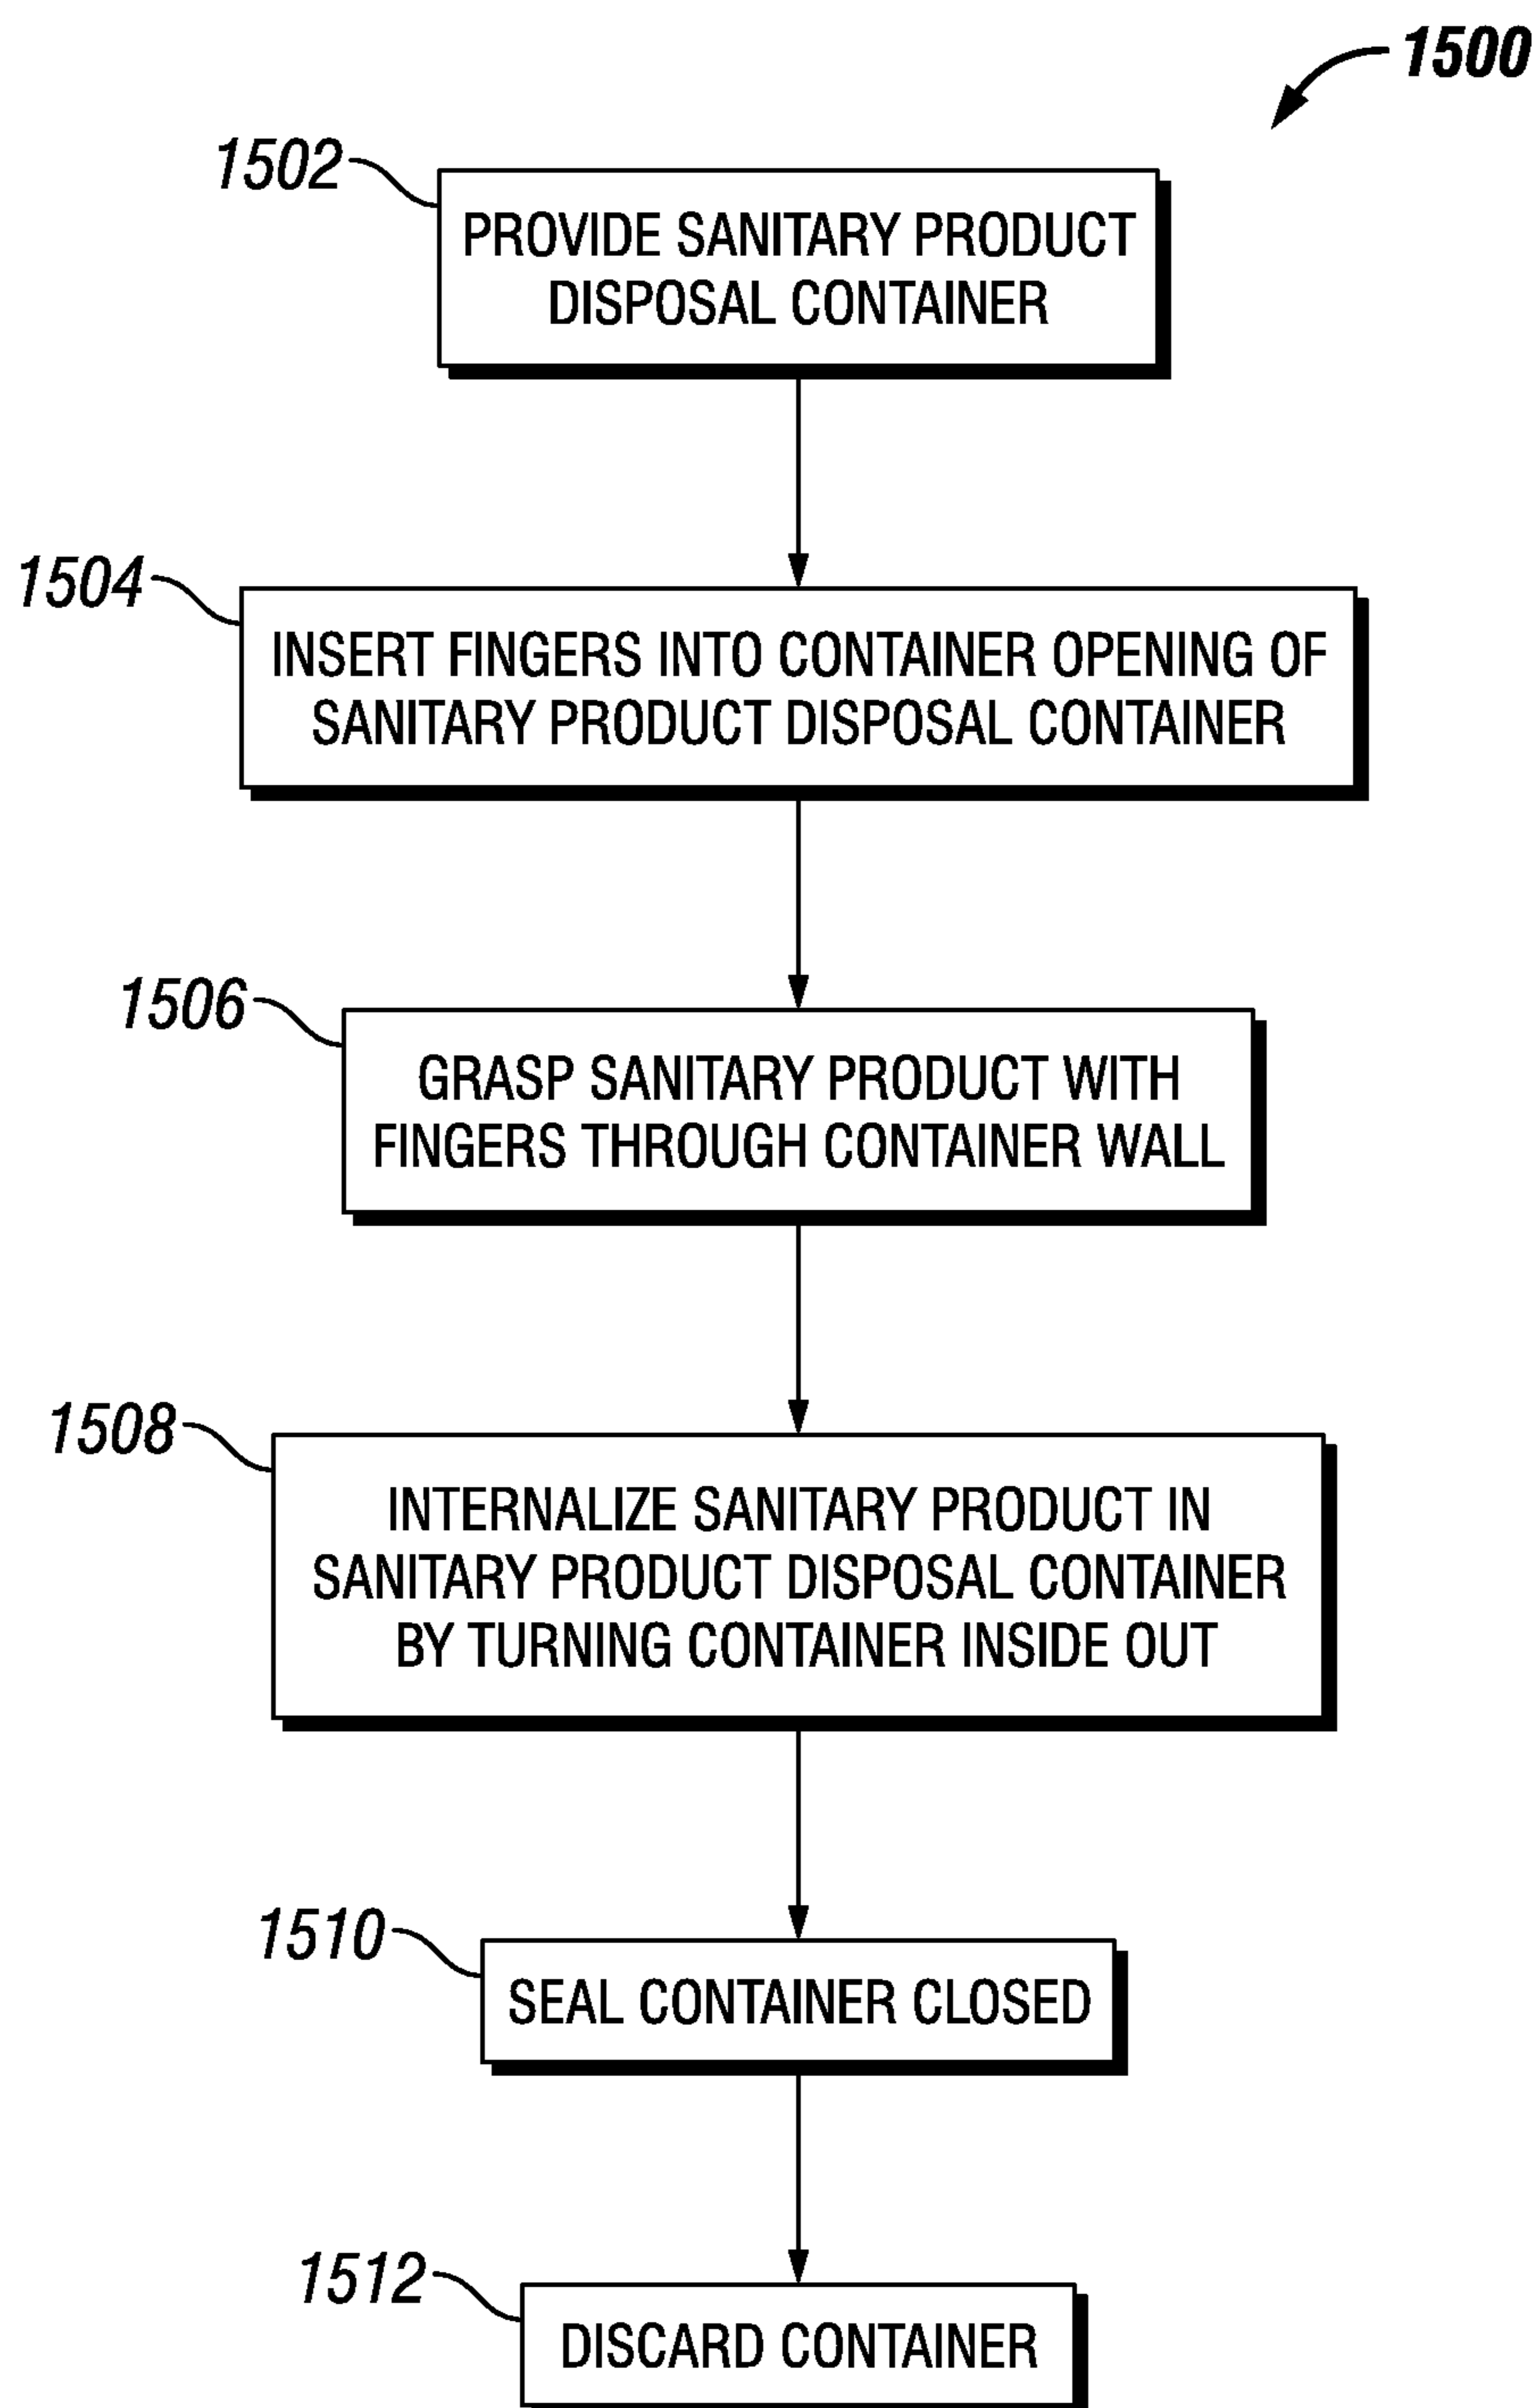 1500
1502
PROVIDE SANITARY PRODUCT
DISPOSAL CONTAINER
1504
INSERT FINGERS INTO CONTAINER OPENING OF
SANITARY PRODUCT DISPOSAL CONTAINER
1506
GRASP SANITARY PRODUCT WITH
FINGERS THROUGH CONTAINER WALL
1508
INTERNALIZE SANITARY PRODUCT IN
SANITARY PRODUCT DISPOSAL CONTAINER
BY TURNING CONTAINER INSIDE OUT
1510
SEAL CONTAINER CLOSED
1512
DISCARD CONTAINER